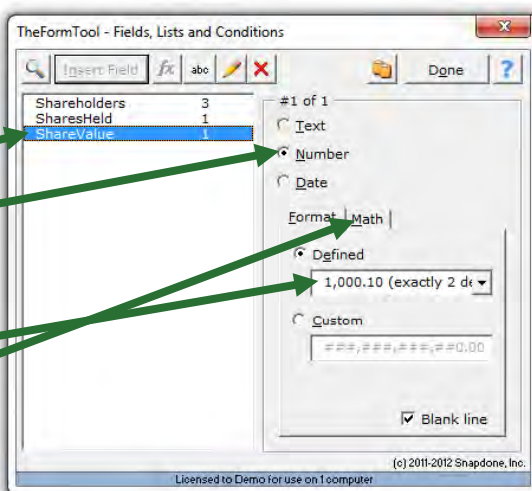 TheFormTool - Fields, Lists and Conditions
Insert Field fx abc Done ?
Shareholders 3
SharesHeld 1
ShareValue 1
#1 of 1
Text
Number
Date
Format Math
Defined
1,000.10 (exactly 2 de
Custom
###,###,###,##0.00
Blank line
(c) 2011-2012 Snapdone, Inc.
Licensed to Demo for use on 1 computer